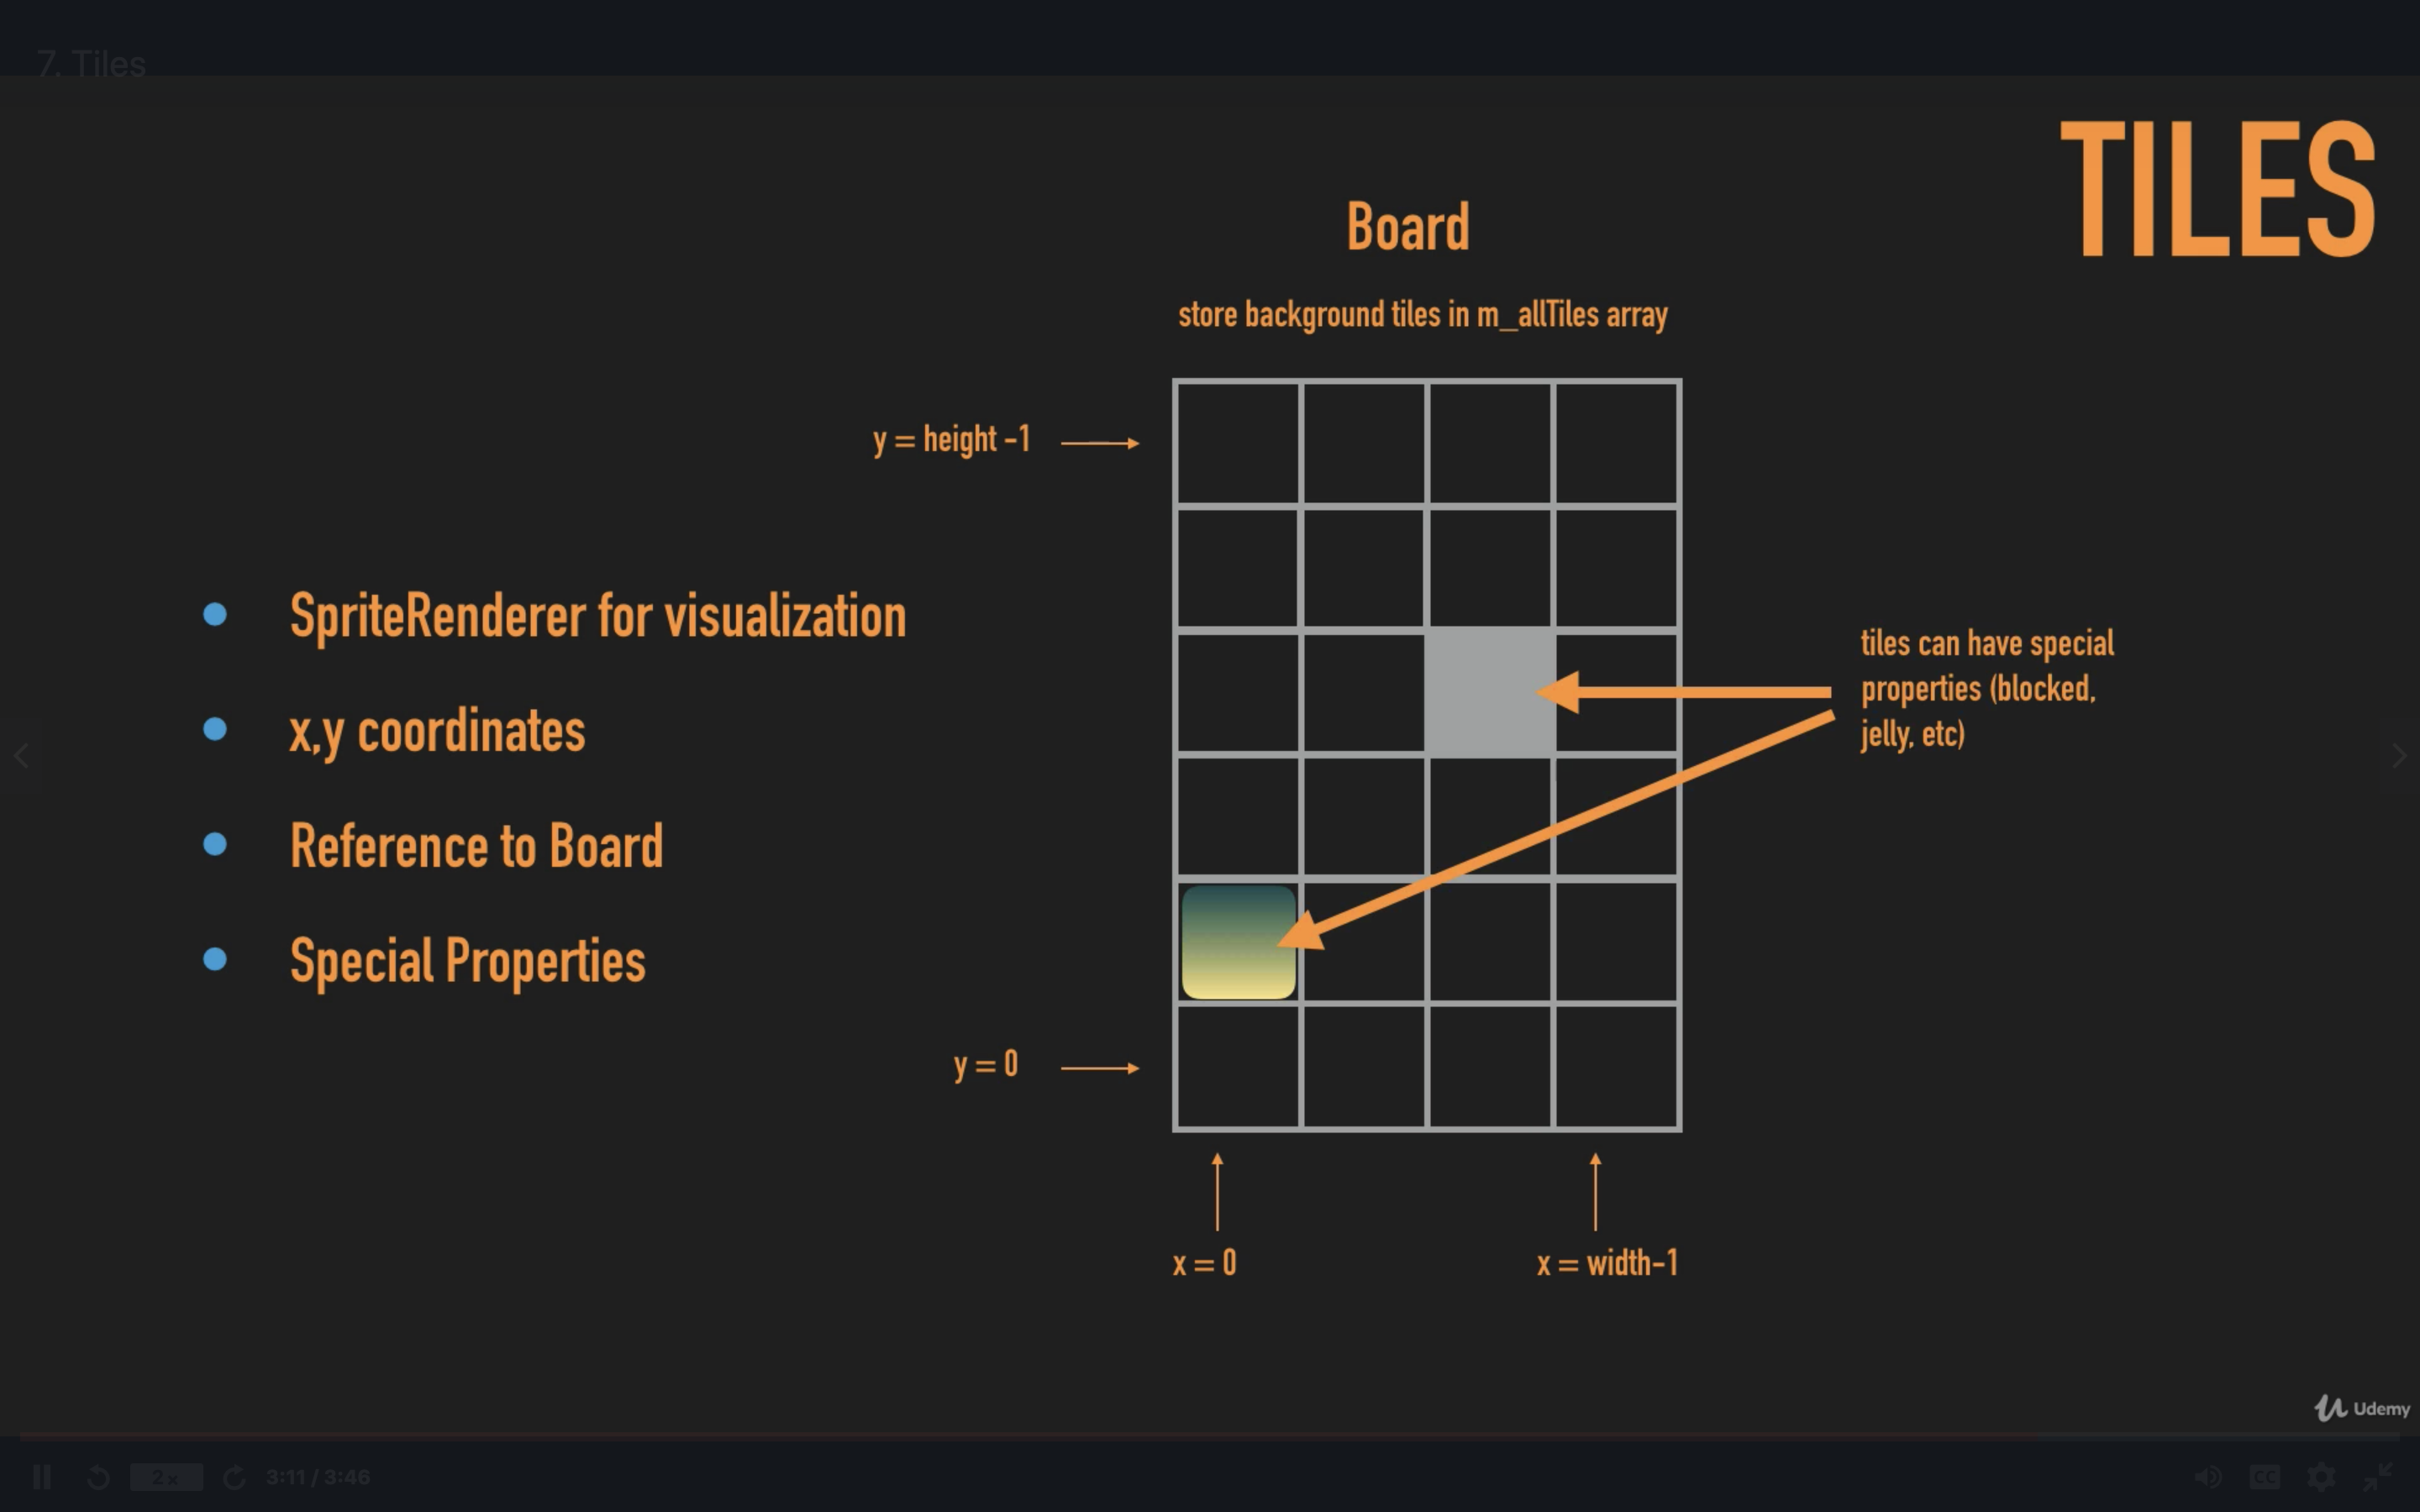 7. Tiles
TILES
Board
store background tiles in m_allTiles array
y = height -1
SpriteRenderer for visualization
x,y coordinates
Reference to Board
Special Properties
tiles can have special
properties (blocked,
jelly, etc)
y = 0
x = 0
x = width-1
Udemy
2x
3:11 / 3:46
CC